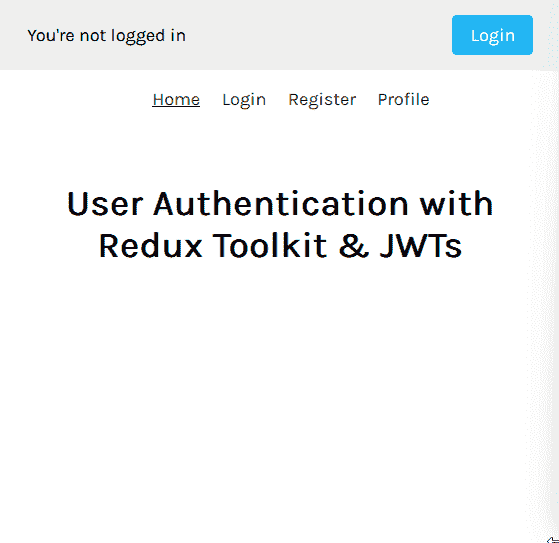 You're not logged in Login
Home Login Register Profile
User Authentication with
Redux Toolkit & JWTs